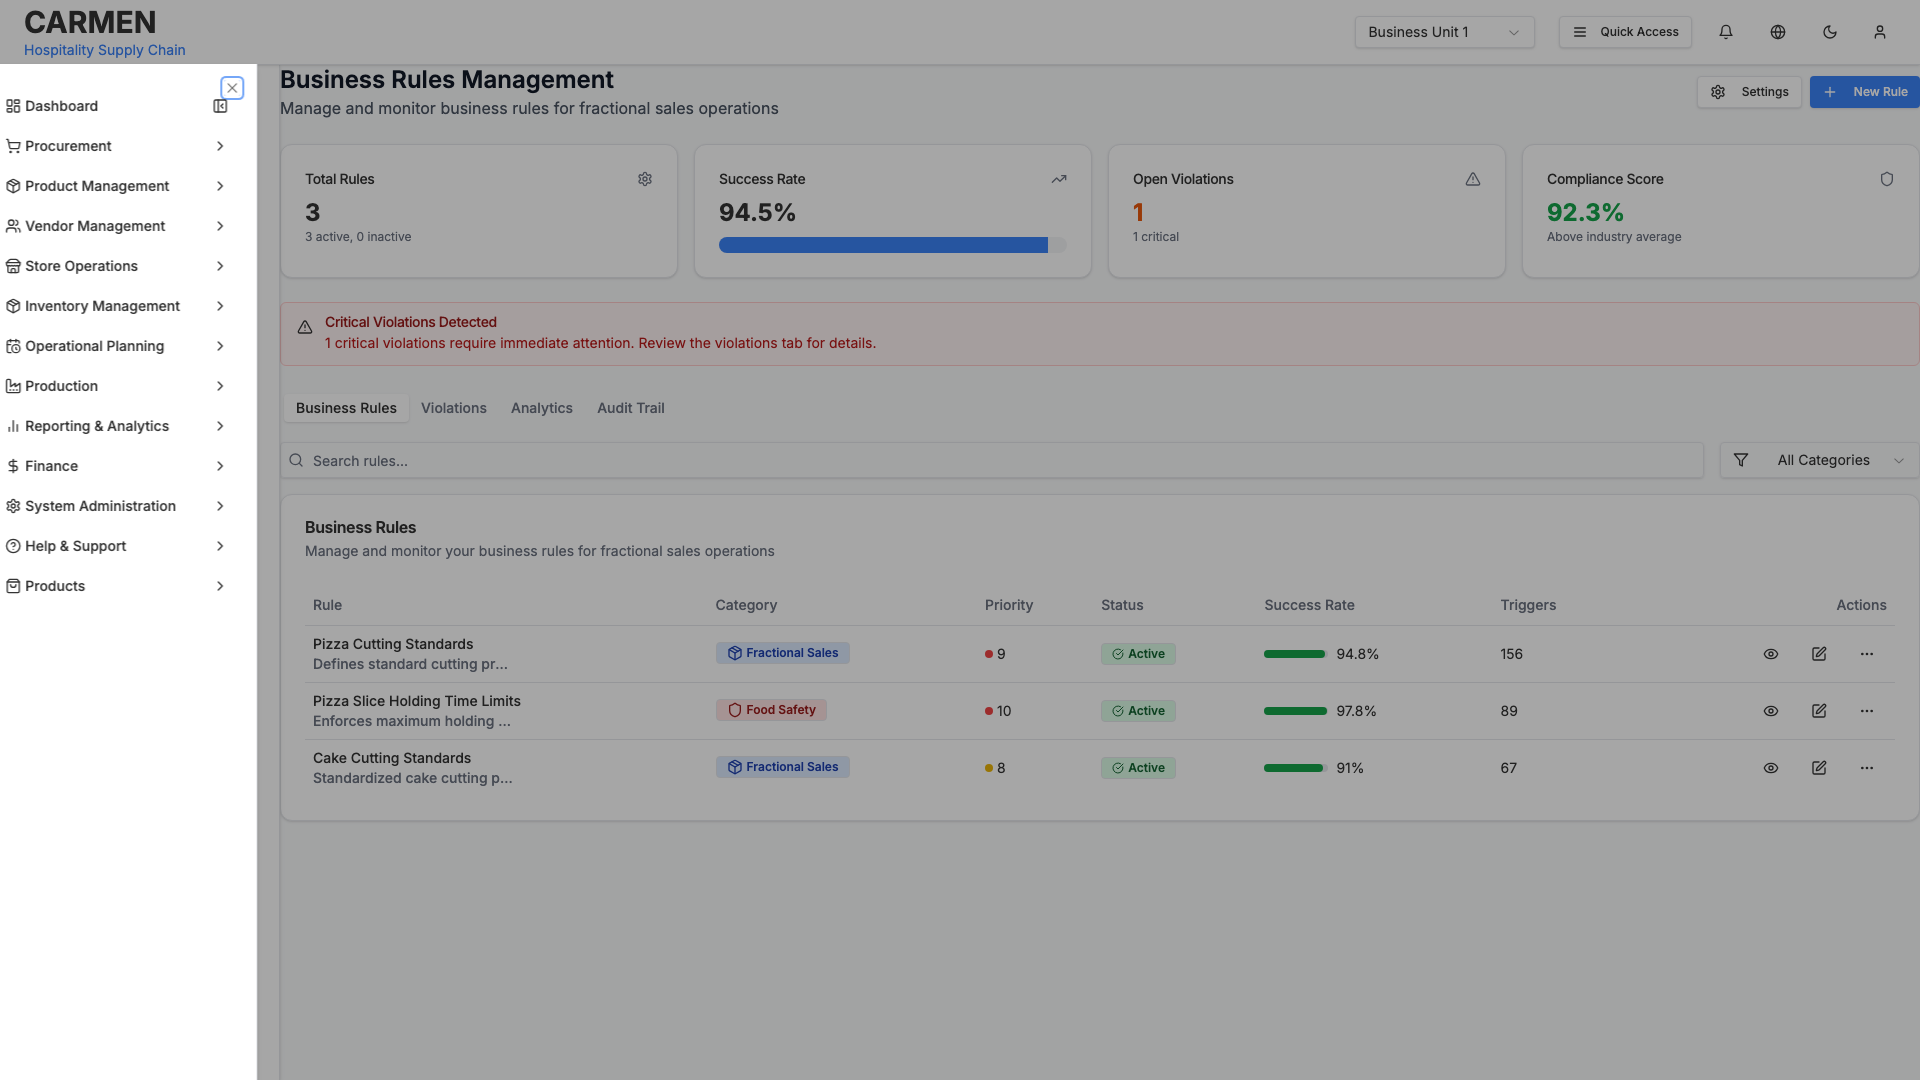 CARMEN
Hospitality Supply Chain
Business Unit 1
Quick Access
Dashboard
Procurement
Product Management
Vendor Management
Store Operations
Inventory Management
Operational Planning
Production
Reporting & Analytics
Finance
System Administration
Help & Support
Products
Business Rules Management
Manage and monitor business rules for fractional sales operations
Settings
New Rule
Total Rules
3
3 active, 0 inactive
Success Rate
94.5%
Open Violations
1
1 critical
Compliance Score
92.3%
Above industry average
Critical Violations Detected
1 critical violations require immediate attention. Review the violations tab for details.
Business Rules Violations Analytics Audit Trail
Search rules...
All Categories
Business Rules
Manage and monitor your business rules for fractional sales operations
Rule Category Priority Status Success Rate Triggers Actions
Pizza Cutting Standards
Defines standard cutting pr...
Fractional Sales 9 Active 94.8% 156
Pizza Slice Holding Time Limits
Enforces maximum holding ...
Food Safety 10 Active 97.8% 89
Cake Cutting Standards
Standardized cake cutting p...
Fractional Sales 8 Active 91% 67